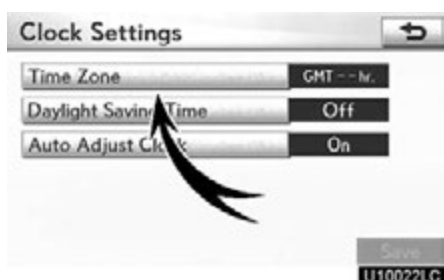 Clock Settings
Time Zone GMT - - hr.
Daylight Saving Time Off
Auto Adjust Clock On
Save
U10022LC